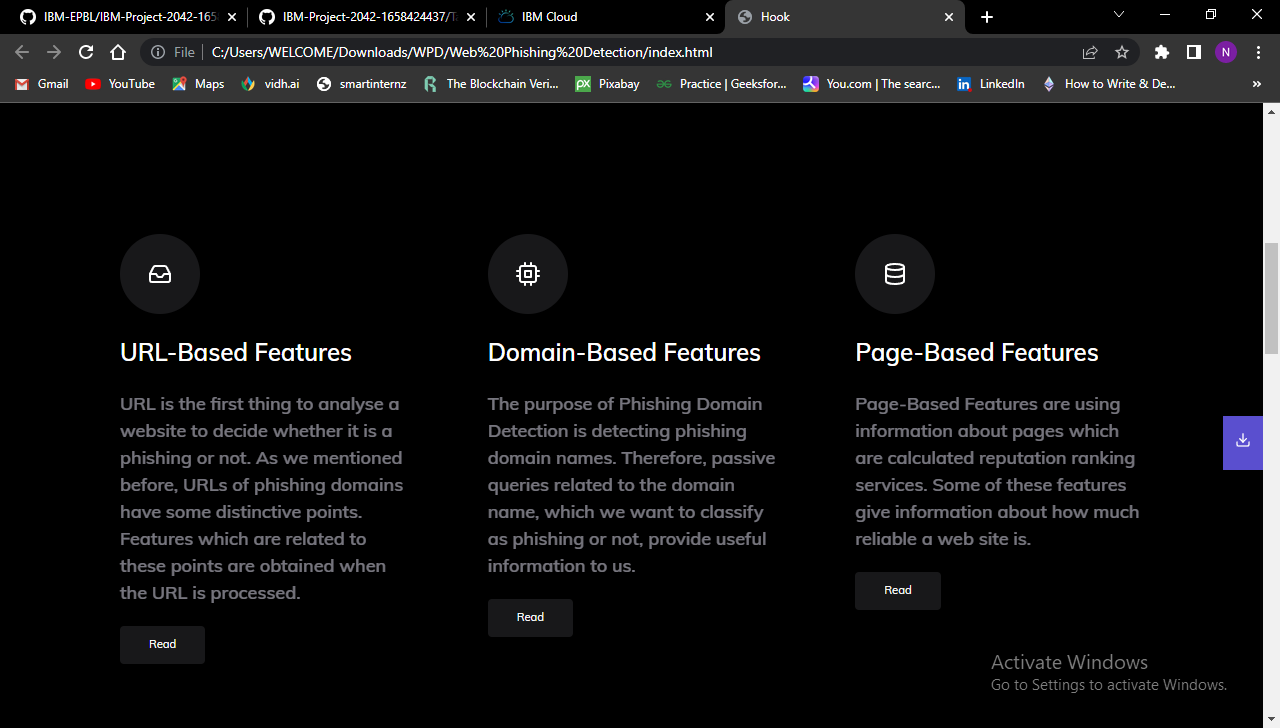 IBM-EPBL/IBM-Project-2042-1658
IBM-Project-2042-1658424437/Ta
IBM Cloud
Hook
File
C:/Users/WELCOME/Downloads/WPD/Web%20Phishing%20Detection/index.html
N
Gmail
YouTube
Maps
vidh.ai
smartinternz
The Blockchain Veri...
Pixabay
Practice | Geeksfor...
You.com | The searc...
LinkedIn
How to Write & De...
»
URL-Based Features
URL is the first thing to analyse a
website to decide whether it is a
phishing or not. As we mentioned
before, URLs of phishing domains
have some distinctive points.
Features which are related to
these points are obtained when
the URL is processed.
Read
Domain-Based Features
The purpose of Phishing Domain
Detection is detecting phishing
domain names. Therefore, passive
queries related to the domain
name, which we want to classify
as phishing or not, provide useful
information to us.
Read
Page-Based Features
Page-Based Features are using
information about pages which
are calculated reputation ranking
services. Some of these features
give information about how much
reliable a web site is.
Read
Activate Windows
Go to Settings to activate Windows.